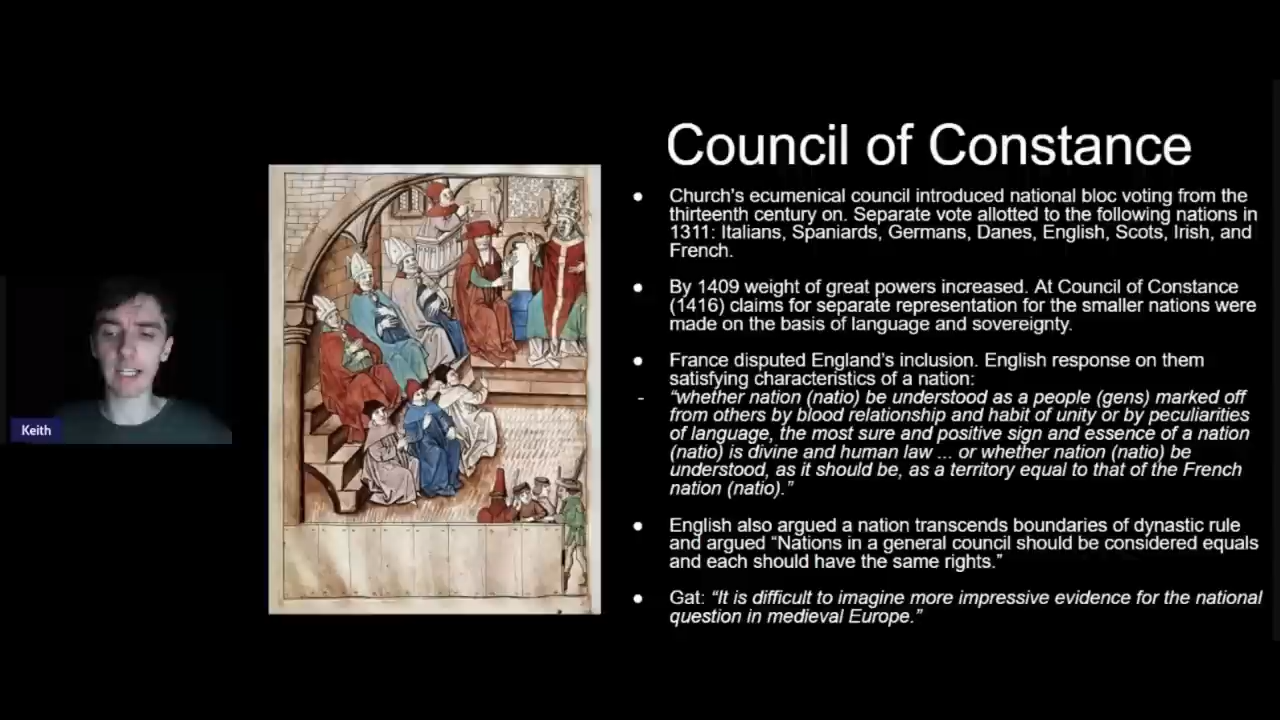 Council of Constance
● Church's ecumenical council introduced national bloc voting from the
thirteenth century on. Separate vote allotted to the following nations in
1311: Italians, Spaniards, Germans, Danes, English, Scots, Irish, and
French.
● By 1409 weight of great powers increased. At Council of Constance
(1416) claims for separate representation for the smaller nations were
made on the basis of language and sovereignty.
● France disputed England's inclusion. English response on them
satisfying characteristics of a nation:
- “whether nation (natio) be understood as a people (gens) marked off
from others by blood relationship and habit of unity or by peculiarities
of language, the most sure and positive sign and essence of a nation
(natio) is divine and human law ... or whether nation (natio) be
understood, as it should be, as a territory equal to that of the French
nation (natio).”
● English also argued a nation transcends boundaries of dynastic rule
and argued “Nations in a general council should be considered equals
and each should have the same rights.”
● Gat: “It is difficult to imagine more impressive evidence for the national
question in medieval Europe.”
Keith